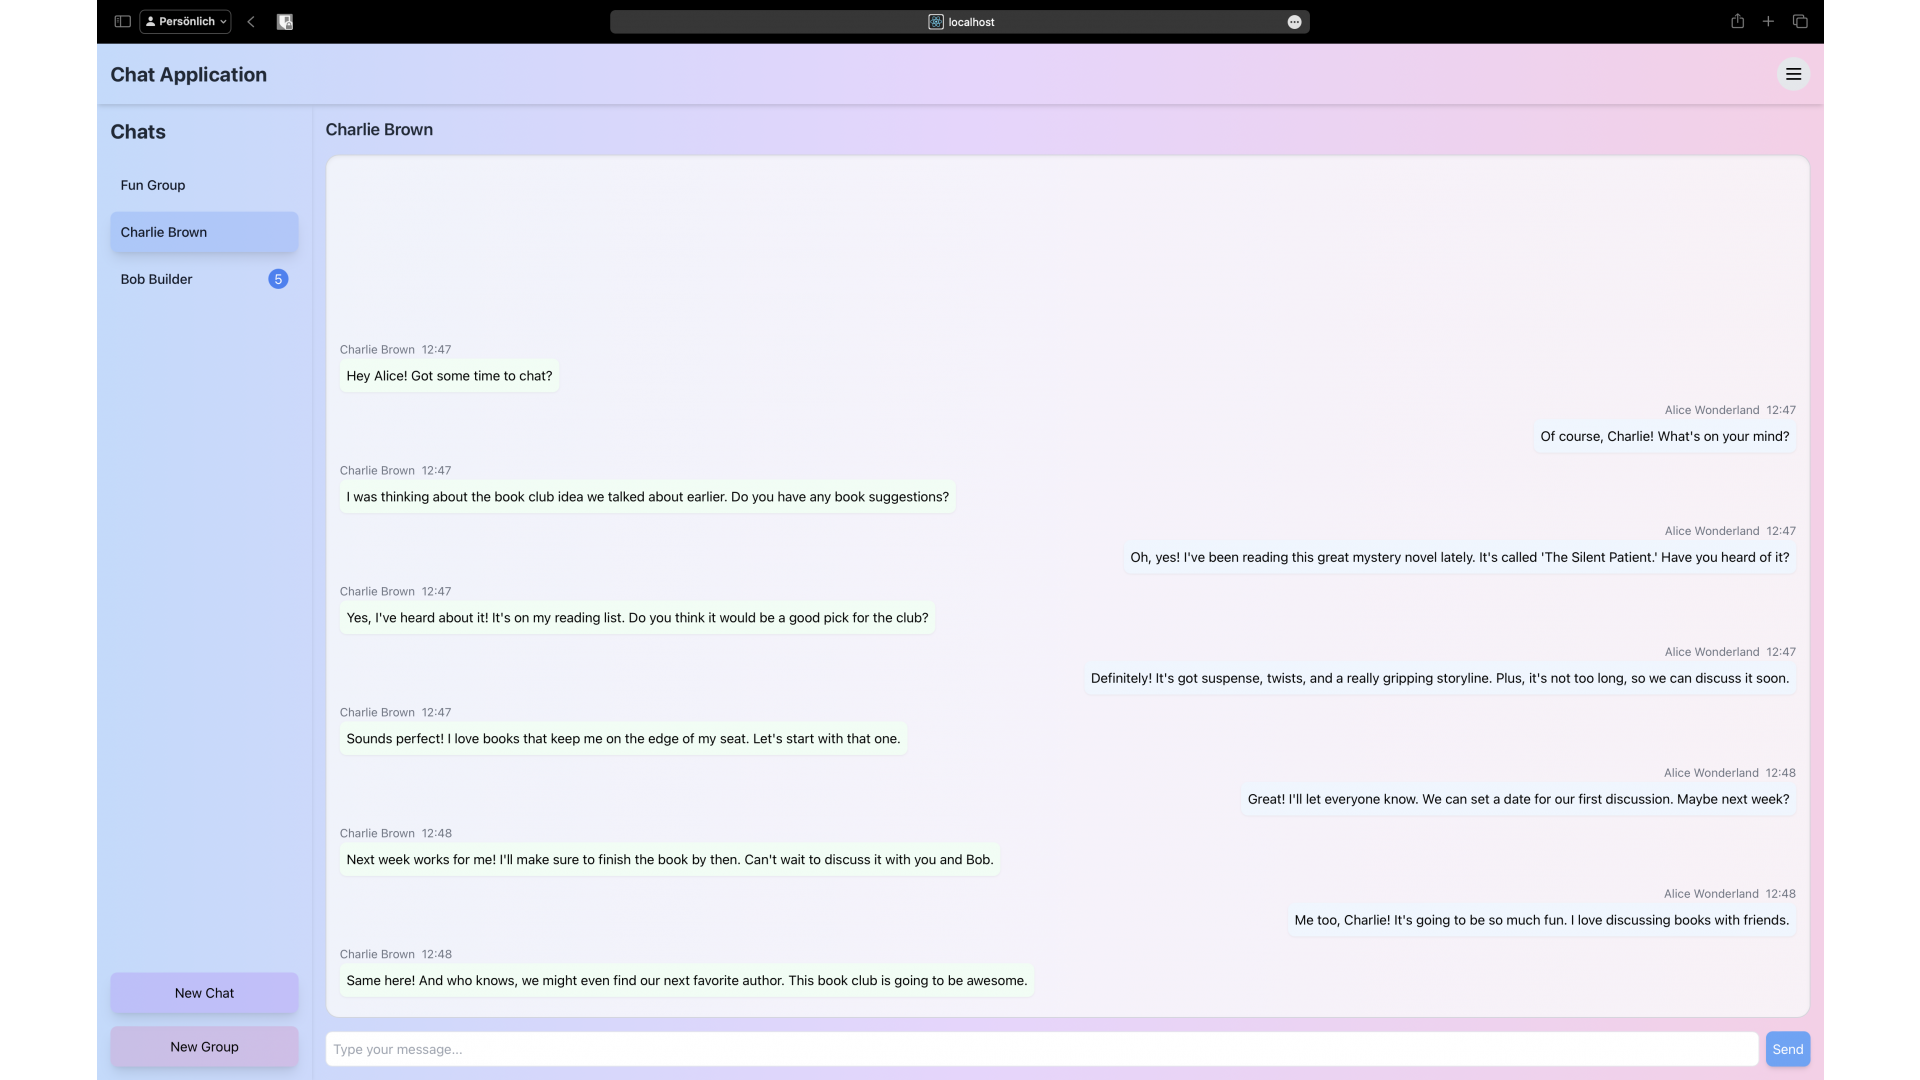 Persönlich
localhost
Chat Application
Chats
Charlie Brown
Fun Group
Charlie Brown
Bob Builder 5
Charlie Brown 12:47
Hey Alice! Got some time to chat?
Alice Wonderland 12:47
Of course, Charlie! What's on your mind?
Charlie Brown 12:47
I was thinking about the book club idea we talked about earlier. Do you have any book suggestions?
Alice Wonderland 12:47
Oh, yes! I've been reading this great mystery novel lately. It's called 'The Silent Patient.' Have you heard of it?
Charlie Brown 12:47
Yes, I've heard about it! It's on my reading list. Do you think it would be a good pick for the club?
Alice Wonderland 12:47
Definitely! It's got suspense, twists, and a really gripping storyline. Plus, it's not too long, so we can discuss it soon.
Charlie Brown 12:47
Sounds perfect! I love books that keep me on the edge of my seat. Let's start with that one.
Alice Wonderland 12:48
Great! I'll let everyone know. We can set a date for our first discussion. Maybe next week?
Charlie Brown 12:48
Next week works for me! I'll make sure to finish the book by then. Can't wait to discuss it with you and Bob.
Alice Wonderland 12:48
Me too, Charlie! It's going to be so much fun. I love discussing books with friends.
Charlie Brown 12:48
Same here! And who knows, we might even find our next favorite author. This book club is going to be awesome.
New Chat
New Group
Type your message...
Send